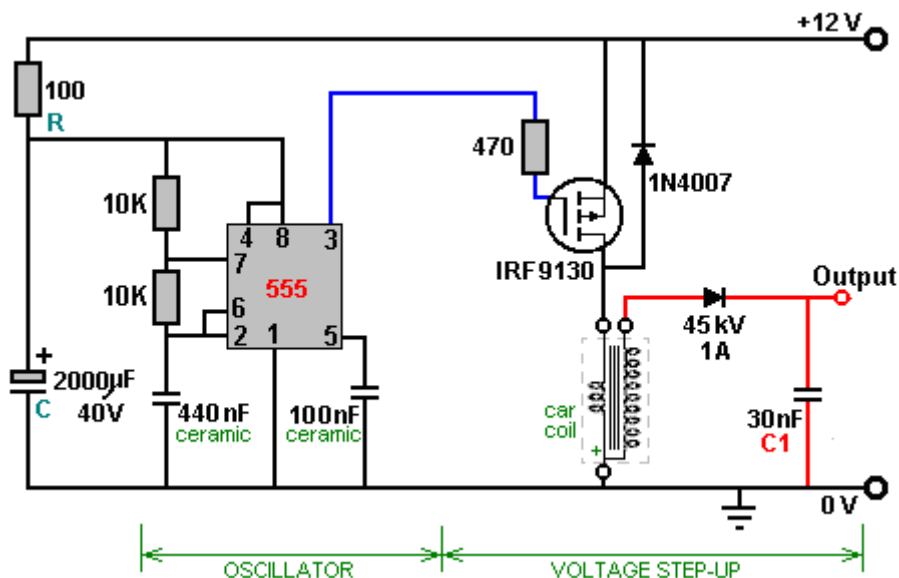 +12 V
100
R
470
1N4007
10K
4 8 3
7
10K
555
IRF9130
Output
6
2
1
5
45 kV
1A
+
2000µF
40V
C
440 nF
ceramic
100nF
ceramic
car
coil
+
30nF
C1
0 V
OSCILLATOR
VOLTAGE STEP-UP